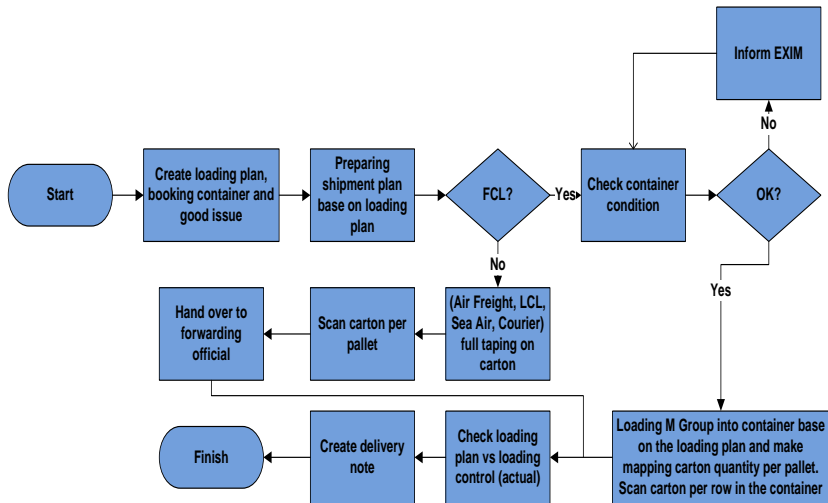 Inform EXIM
No
Start
Create loading plan,
booking container and
good issue
Preparing
shipment plan
base on loading
plan
FCL?
Yes
Check container
condition
OK?
No
Yes
Hand over to
forwarding
official
Scan carton per
pallet
(Air Freight, LCL,
Sea Air, Courier)
full taping on
carton
Finish
Create delivery
note
Check loading
plan vs loading
control (actual)
Loading M Group into container base
on the loading plan and make
mapping carton quantity per pallet.
Scan carton per row in the container